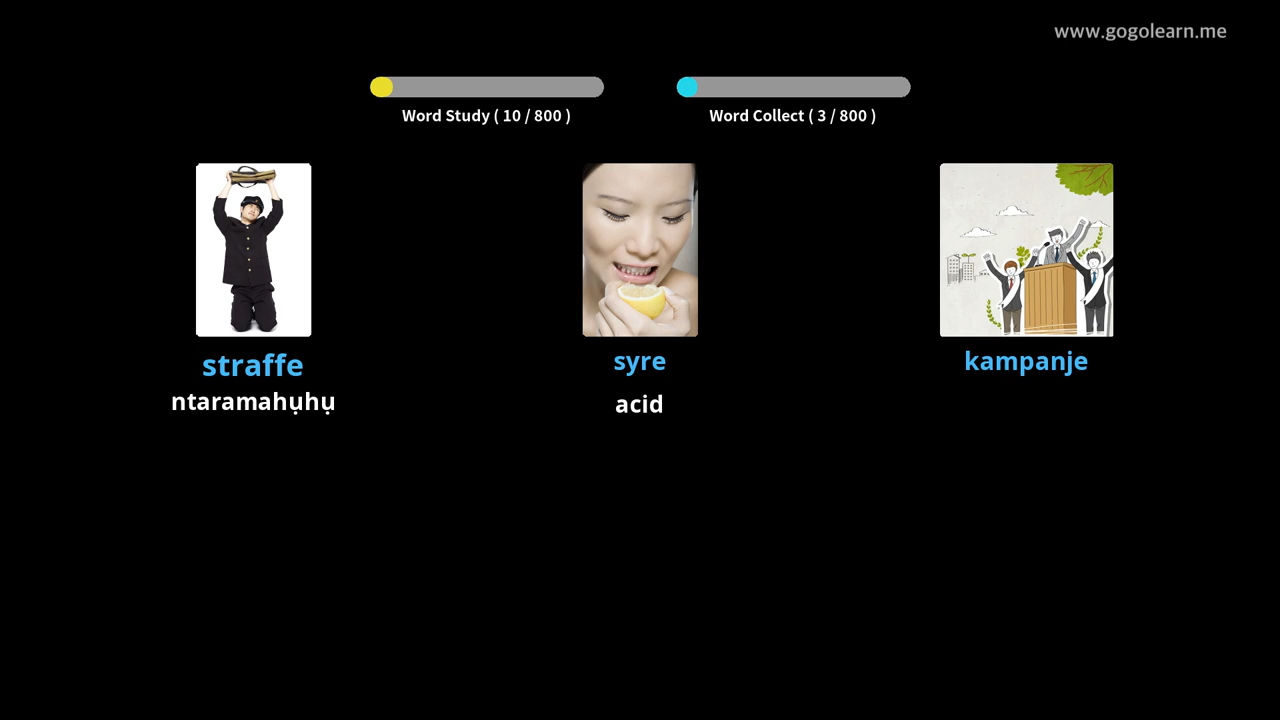 www.gogolearn.me
Word Study ( 10 / 800 )
Word Collect ( 3 / 800 )
straffe
syre
kampanje
ntaramahụhụ
acid